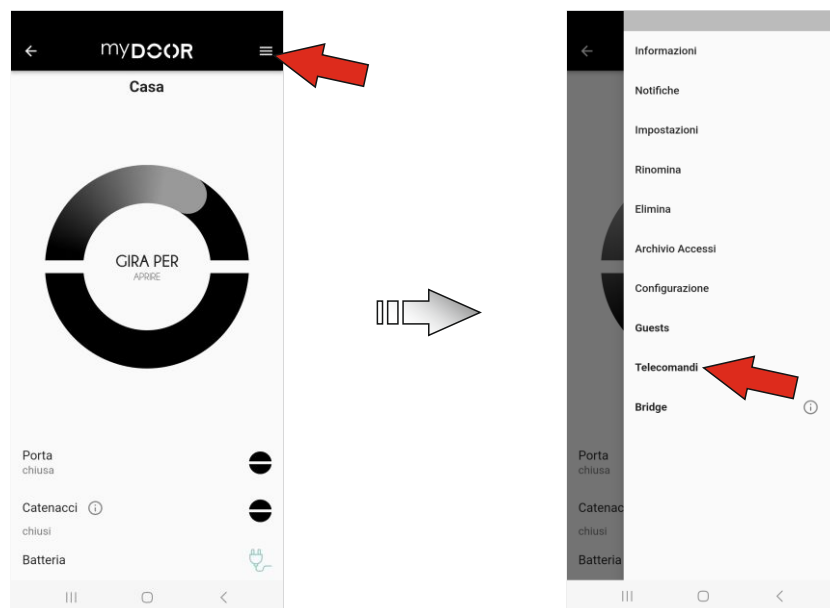 myDOOR
Casa
GIRA PER
APRIRE
Porta
chiusa
Catenacci
chiusi
Batteria
Informazioni
Notifiche
Impostazioni
Rinomina
Elimina
Archivio Accessi
Configurazione
Guests
Telecomandi
Bridge
Porta
chiusa
Catenac
chiusi
Batteria